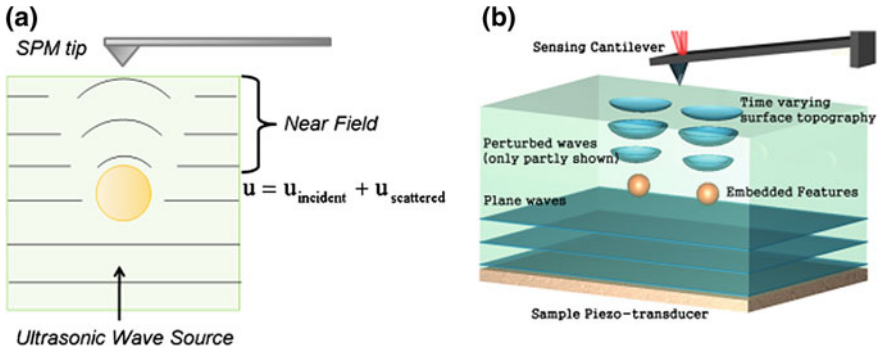 (a)
SPM tip
Near Field
u = u_incident + u_scattered
Ultrasonic Wave Source
(b)
Sensing Cantilever
Time varying
surface topography
Perturbed waves
(only partly shown)
Embedded Features
Plane waves
Sample Piezo-transducer